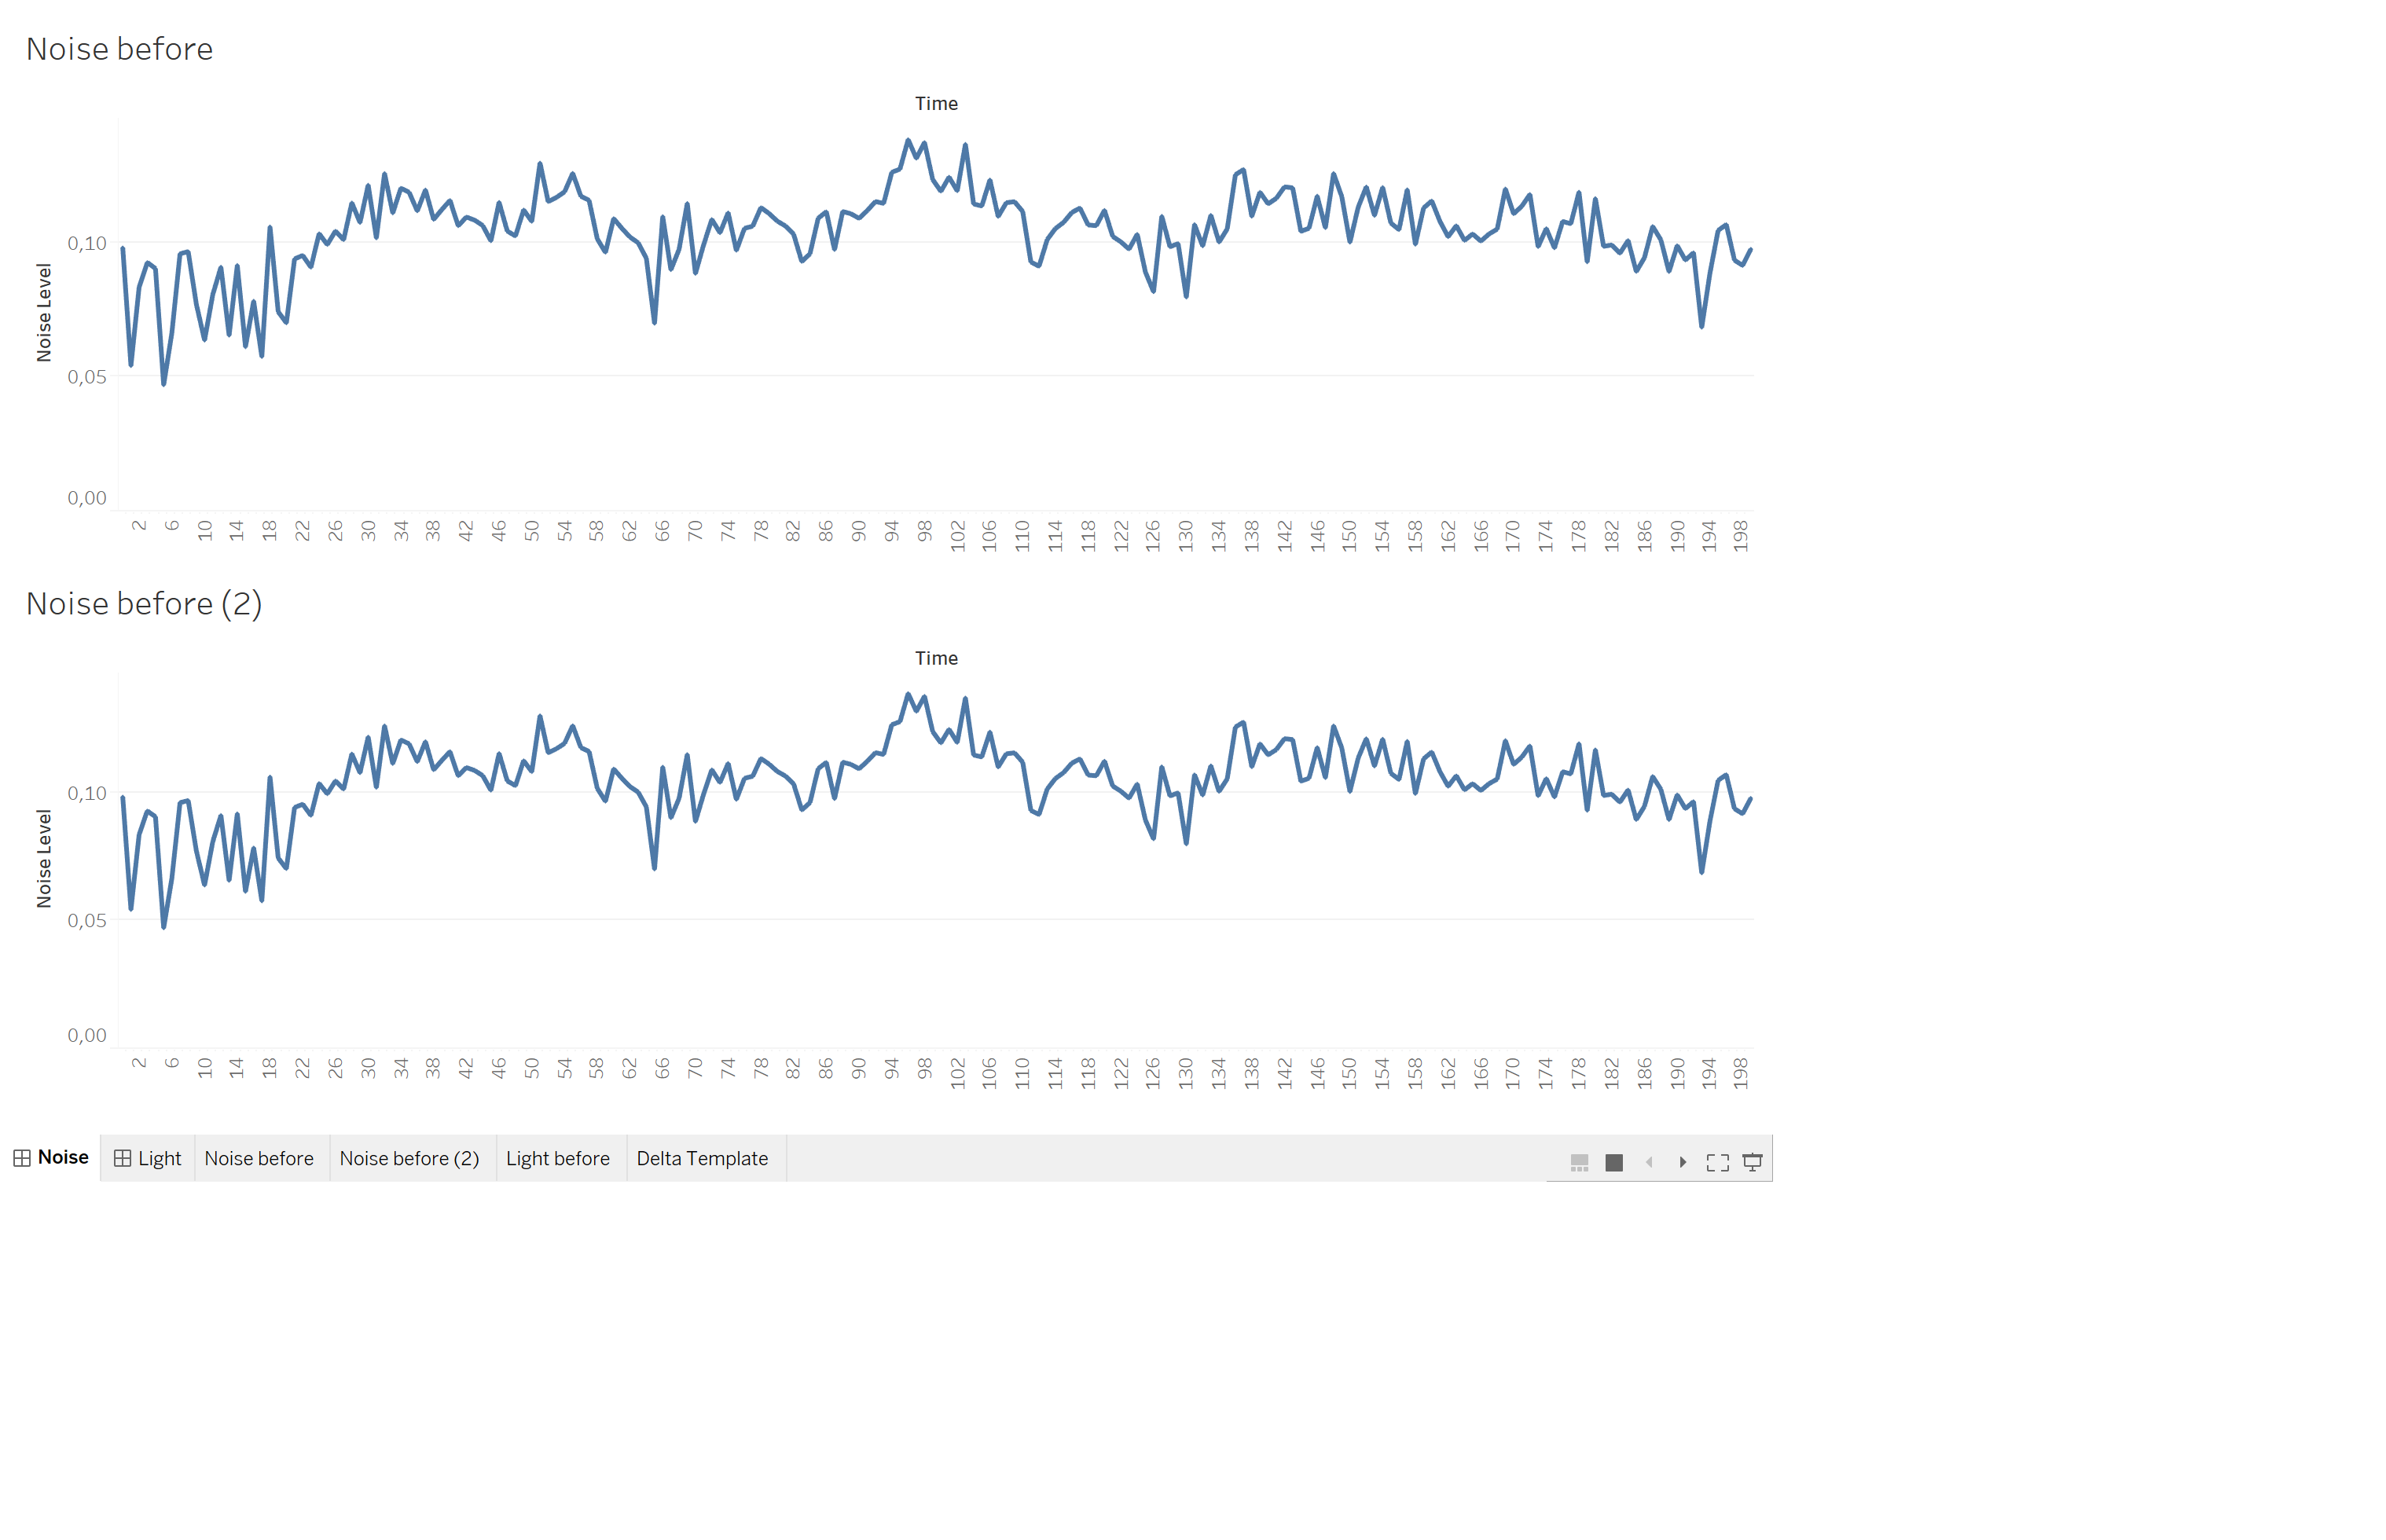 Noise before
Time
Noise Level
0,10
0,05
0,00
2 6 10 14 18 22 26 30 34 38 42 46 50 54 58 62 66 70 74 78 82 86 90 94 98 102 106 110 114 118 122 126 130 134 138 142 146 150 154 158 162 166 170 174 178 182 186 190 194 198
Noise before (2)
Time
Noise Level
0,10
0,05
0,00
2 6 10 14 18 22 26 30 34 38 42 46 50 54 58 62 66 70 74 78 82 86 90 94 98 102 106 110 114 118 122 126 130 134 138 142 146 150 154 158 162 166 170 174 178 182 186 190 194 198
Noise Light Noise before Noise before (2) Light before Delta Template